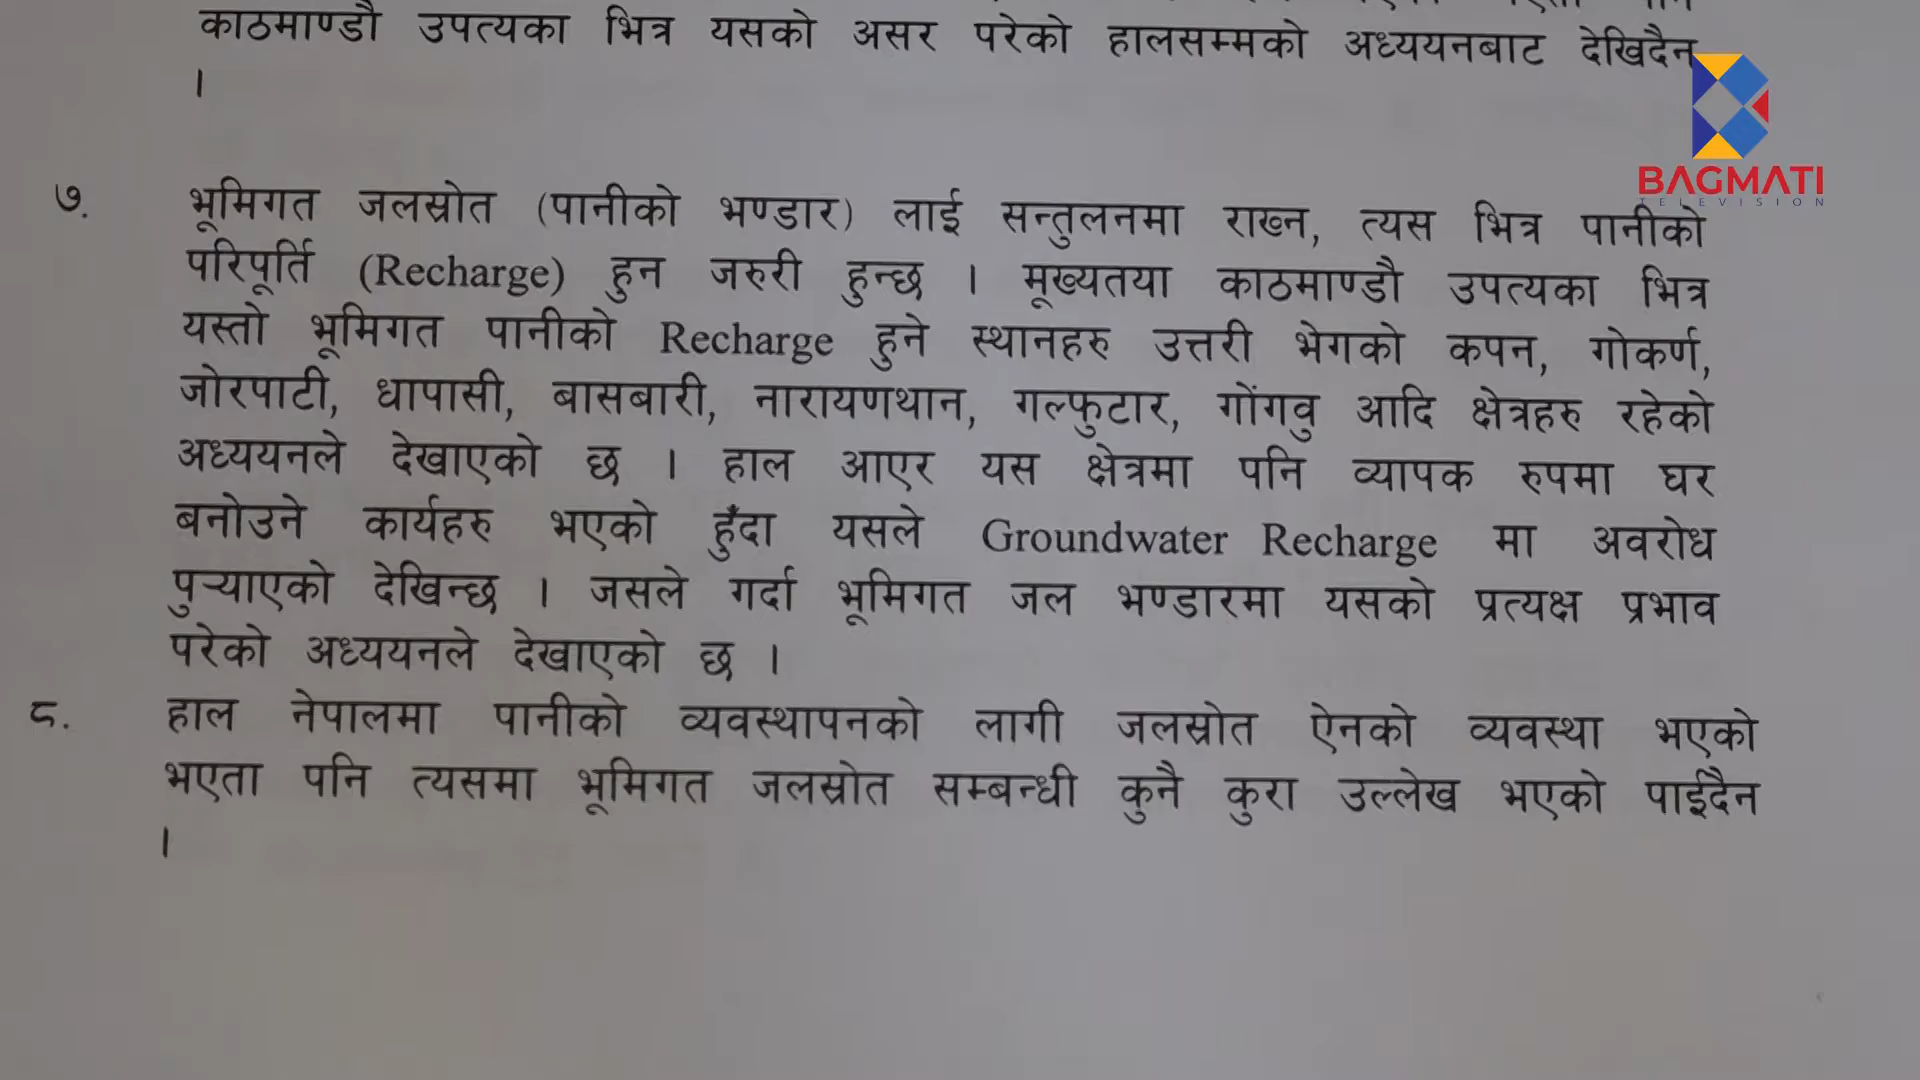 काठमाण्डौ उपत्यका भित्र यसको असर परेको हालसम्मको अध्ययनबाट देखिदैन
।
BAGMATI
TELEVISION
७. भूमिगत जलस्रोत (पानीको भण्डार) लाई सन्तुलनमा राख्न, त्यस भित्र पानीको
परिपूर्ति (Recharge) हुन जरुरी हुन्छ । मूख्यतया काठमाण्डौ उपत्यका भित्र
यस्तो भूमिगत पानीको Recharge हुने स्थानहरु उत्तरी भेगको कपन, गोकर्ण,
जोरपाटी, धापासी, बासबारी, नारायणथान, गल्फुटार, गोंगवु आदि क्षेत्रहरु रहेको
अध्ययनले देखाएको छ । हाल आएर यस क्षेत्रमा पनि व्यापक रुपमा घर
बनोउने कार्यहरु भएको हुँदा यसले Groundwater Recharge मा अवरोध
पुऱ्याएको देखिन्छ । जसले गर्दा भूमिगत जल भण्डारमा यसको प्रत्यक्ष प्रभाव
परेको अध्ययनले देखाएको छ ।
८. हाल नेपालमा पानीको व्यवस्थापनको लागी जलस्रोत ऐनको व्यवस्था भएको
भएता पनि त्यसमा भूमिगत जलस्रोत सम्बन्धी कुनै कुरा उल्लेख भएको पाईदैन
।